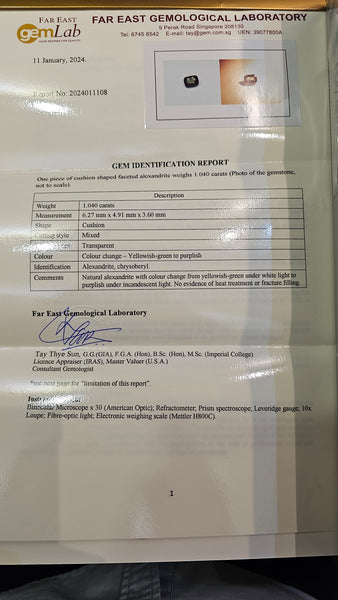 FAR EAST
gemLab
YOUR PARTNER FOR QUALITY
FAR EAST GEMOLOGICAL LABORATORY
9 Perak Road Singapore 208130
Tel: 6745 8542 E-mail: tay@gem.com.sg UEN: 39077800A
11 January, 2024
Report No: 2024011108
GEM IDENTIFICATION REPORT
One piece of cushion shaped faceted alexandrite weighs 1.040 carats (Photo of the gemstone,
not to scale).
Description
Weight 1.040 carats
Measurement 6.27 mm x 4.91 mm x 3.60 mm
Shape Cushion
style Mixed
Transparent
Colour Colour change – Yellowish-green to purplish
Identification Alexandrite, chrysoberyl.
Comments Natural alexandrite with colour change from yellowish-green under white light to
purplish under incandescent light. No evidence of heat treatment or fracture filling.
Far East Gemological Laboratory
Tay Thye Sun, G.G.(GIA), F.G.A. (Hon), B.Sc. (Hon), M.Sc. (Imperial College)
Licence Appraiser (IRAS), Master Valuer (U.S.A.)
Consultant Gemologist
*see next page for "limitation of this report".
Binocular Microscope x 30 (American Optic); Refractometer; Prism spectroscope, Leveridge gauge; 10x
Loupe; Fibre-optic light; Electronic weighing scale (Mettler H800C).
1